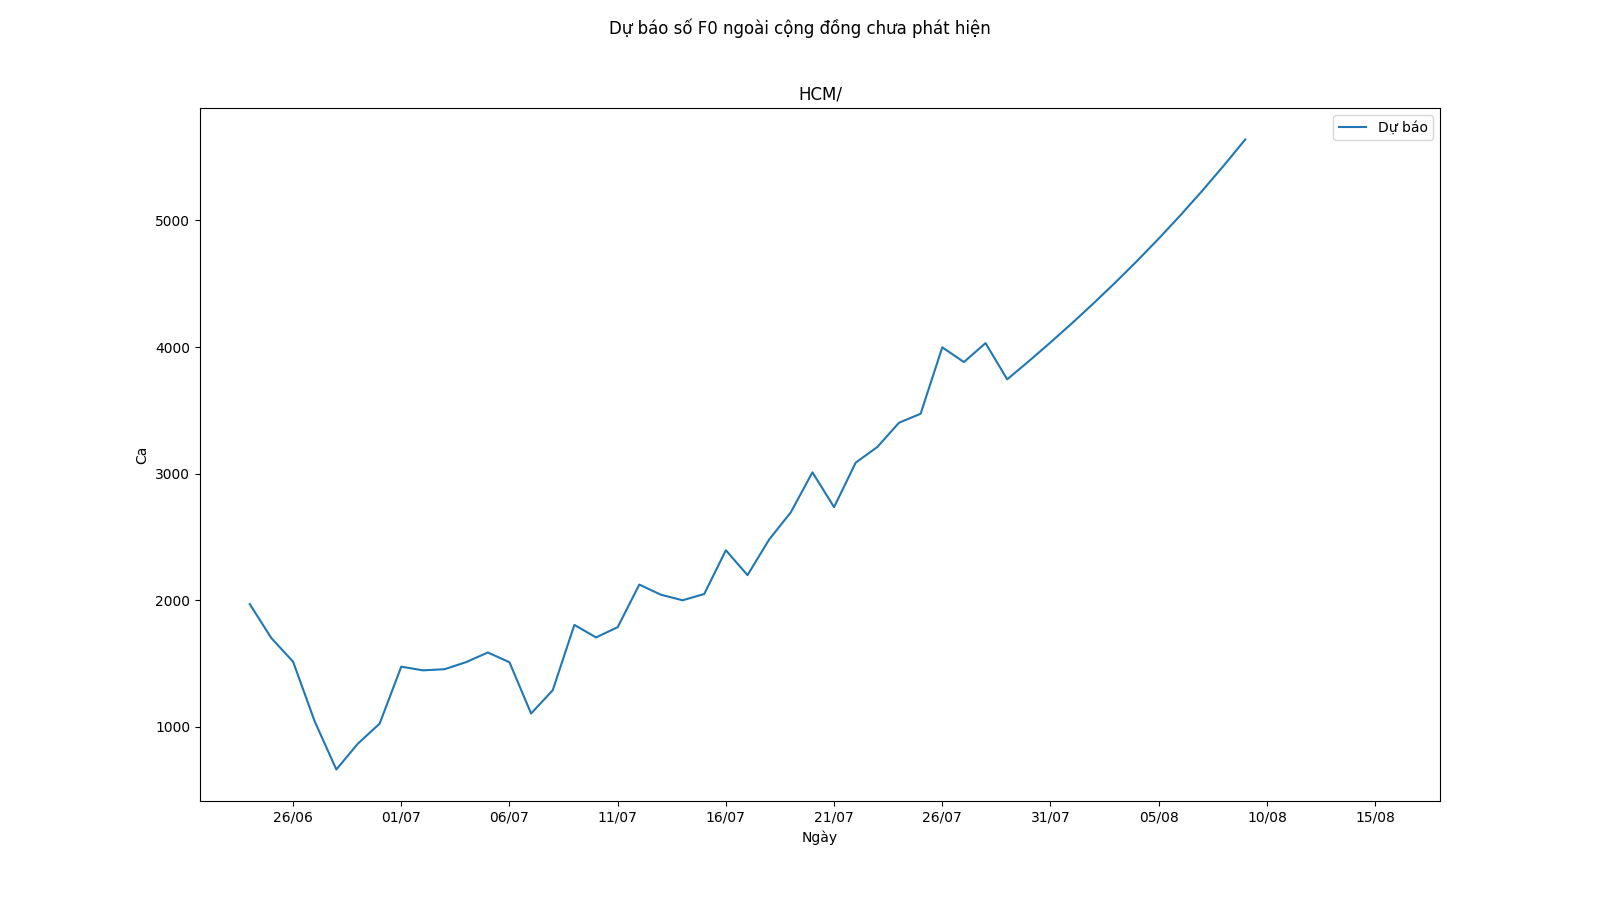 Dự báo số F0 ngoài cộng đồng chưa phát hiện
HCM/
Dự báo
5000
4000
3000
2000
1000
Ca
26/06 01/07 06/07 11/07 16/07 21/07 26/07 31/07 05/08 10/08 15/08
Ngày